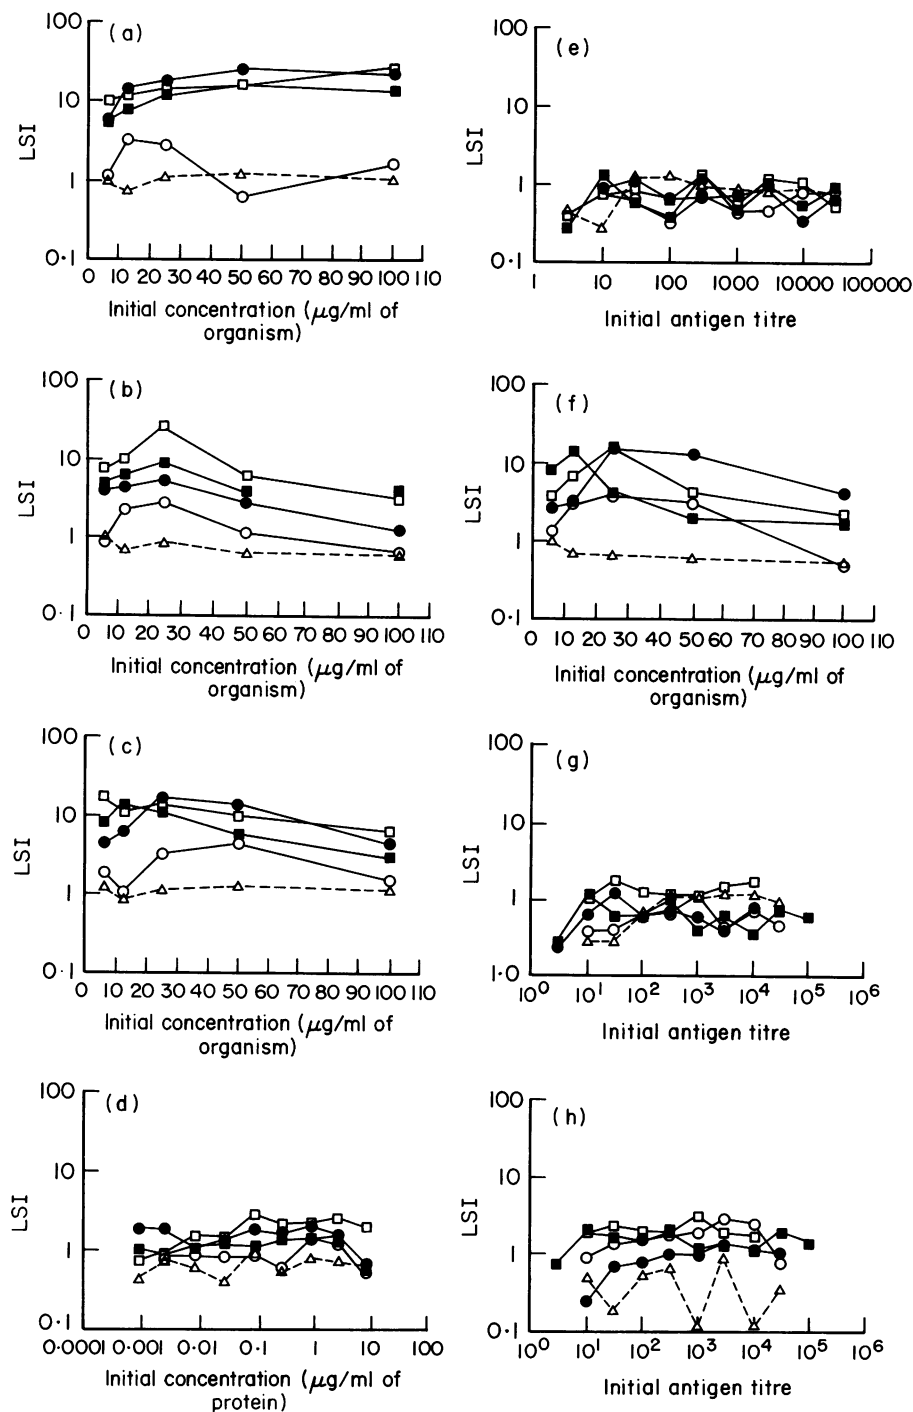 (a)
100
10
1
0·1
LSI
0 10 20 30 40 50 60 70 80 90 100 110
Initial concentration (μg/ml of
organism)
(b)
100
10
1
0·1
LSI
0 10 20 30 40 50 60 70 80 90 100 110
Initial concentration (μg/ml of
organism)
(c)
100
10
1
0·1
LSI
0 10 20 30 40 50 60 70 80 90 100 110
Initial concentration (μg/ml of
organism)
(d)
100
10
1
0·1
LSI
0·0001 0·001 0·01 0·1 1 10 100
Initial concentration (μg/ml of
protein)
(e)
100
10
1
0·1
LSI
1 10 100 1000 10000 100000
Initial antigen titre
(f)
100
10
1
0·1
LSI
0 10 20 30 40 50 60 70 80 90 100 110
Initial concentration (μg/ml of
organism)
(g)
100
10
1
1·0
LSI
10⁰ 10¹ 10² 10³ 10⁴ 10⁵ 10⁶
Initial antigen titre
(h)
100
10
1
0·1
LSI
10⁰ 10¹ 10² 10³ 10⁴ 10⁵ 10⁶
Initial antigen titre